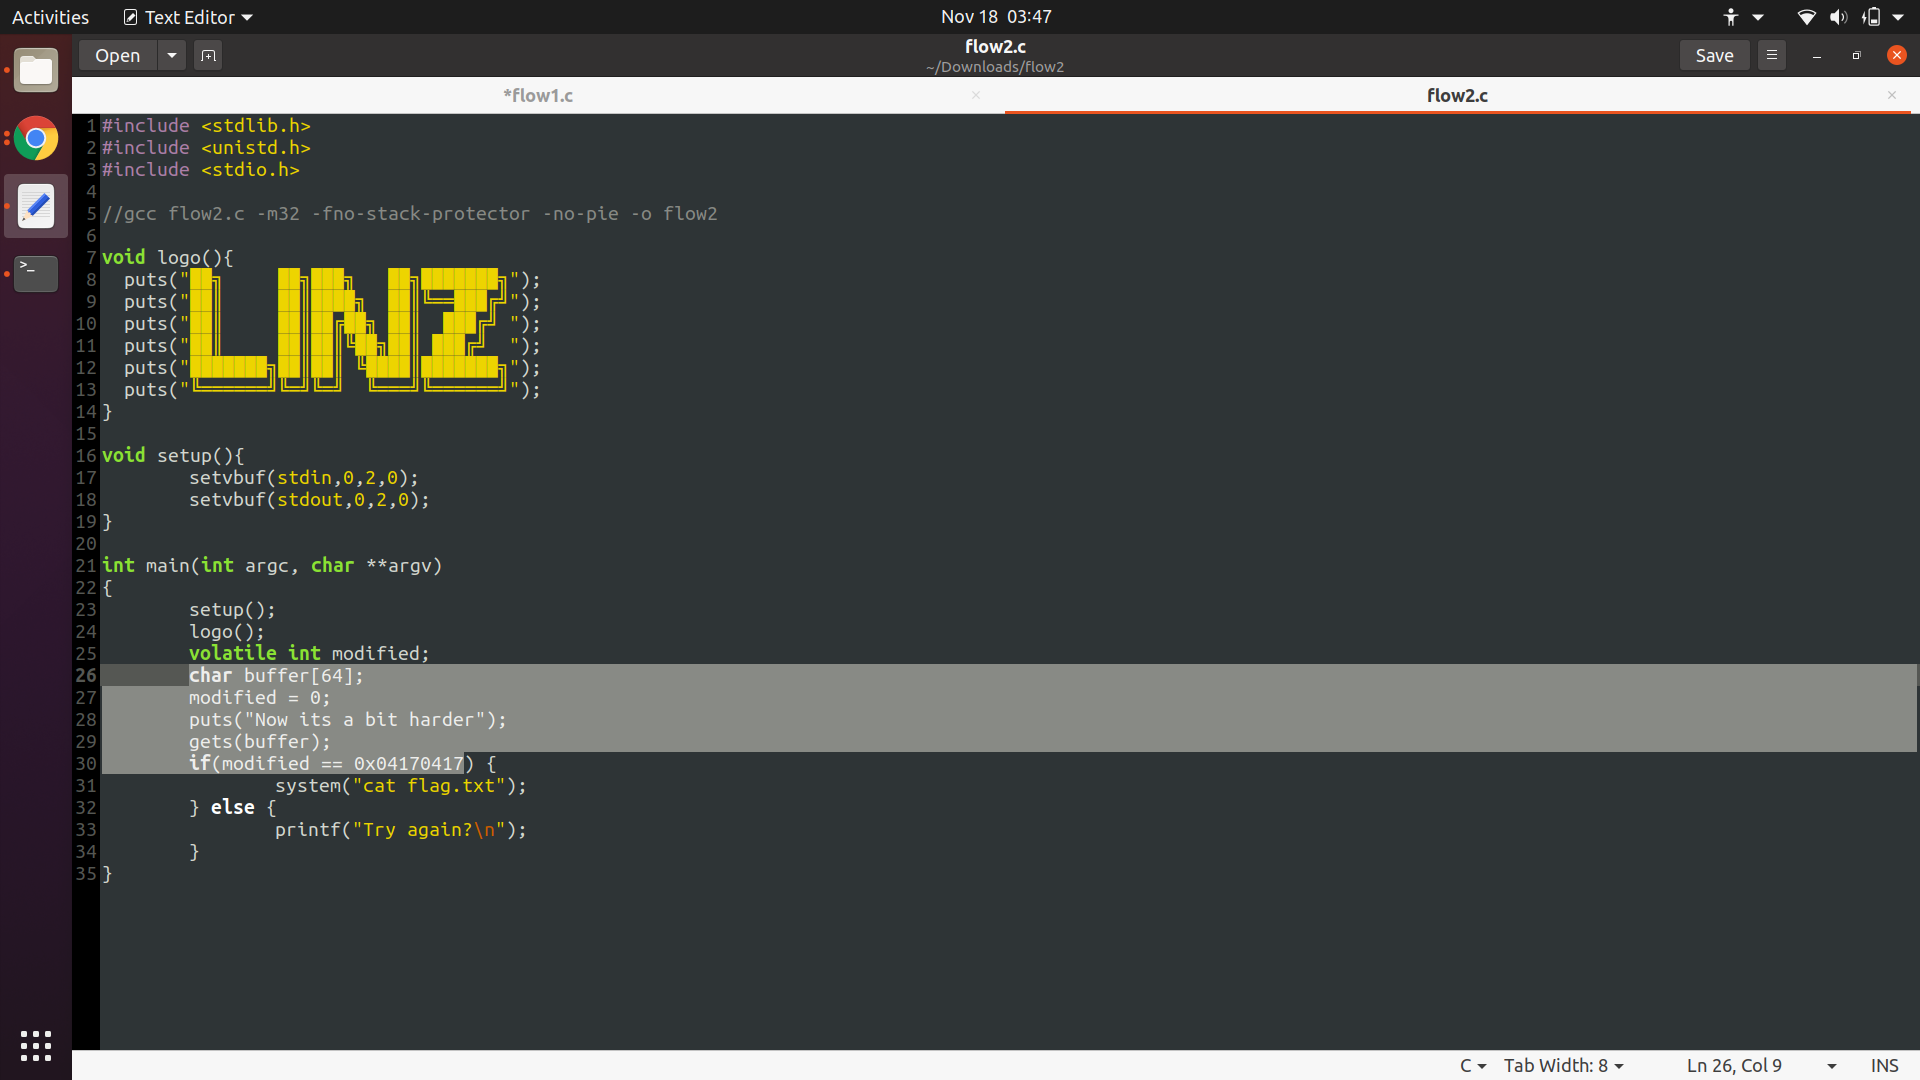 Activities Text Editor Nov 18 03:47
Open flow2.c Save
~/Downloads/flow2
*flow1.c flow2.c
1 #include <stdlib.h>
2 #include <unistd.h>
3 #include <stdio.h>
4
5 //gcc flow2.c -m32 -fno-stack-protector -no-pie -o flow2
6
7 void logo(){
8   puts("██╗     ██╗███╗   ██╗███████╗");
9   puts("██║     ██║████╗  ██║╚══███╔╝");
10   puts("██║     ██║██╔██╗ ██║  ███╔╝ ");
11   puts("██║     ██║██║╚██╗██║ ███╔╝  ");
12   puts("███████╗██║██║ ╚████║███████╗");
13   puts("╚══════╝╚═╝╚═╝  ╚═══╝╚══════╝");
14 }
15
16 void setup(){
17         setvbuf(stdin,0,2,0);
18         setvbuf(stdout,0,2,0);
19 }
20
21 int main(int argc, char **argv)
22 {
23         setup();
24         logo();
25         volatile int modified;
26         char buffer[64];
27         modified = 0;
28         puts("Now its a bit harder");
29         gets(buffer);
30         if(modified == 0x04170417) {
31                 system("cat flag.txt");
32         } else {
33                 printf("Try again?\n");
34         }
35 }
C Tab Width: 8 Ln 26, Col 9 INS